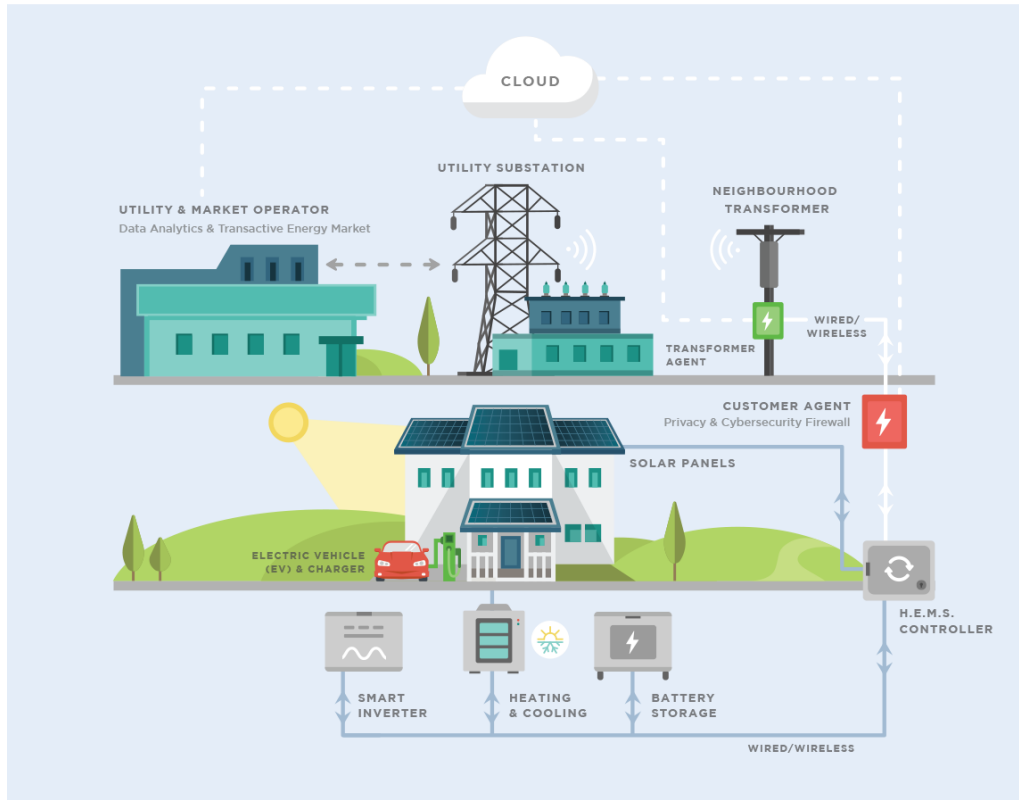 CLOUD
UTILITY SUBSTATION
NEIGHBOURHOOD
TRANSFORMER
UTILITY & MARKET OPERATOR
Data Analytics & Transactive Energy Market
WIRED/
WIRELESS
TRANSFORMER
AGENT
CUSTOMER AGENT
Privacy & Cybersecurity Firewall
SOLAR PANELS
ELECTRIC VEHICLE
(EV) & CHARGER
H.E.M.S.
CONTROLLER
SMART
INVERTER
HEATING
& COOLING
BATTERY
STORAGE
WIRED/WIRELESS